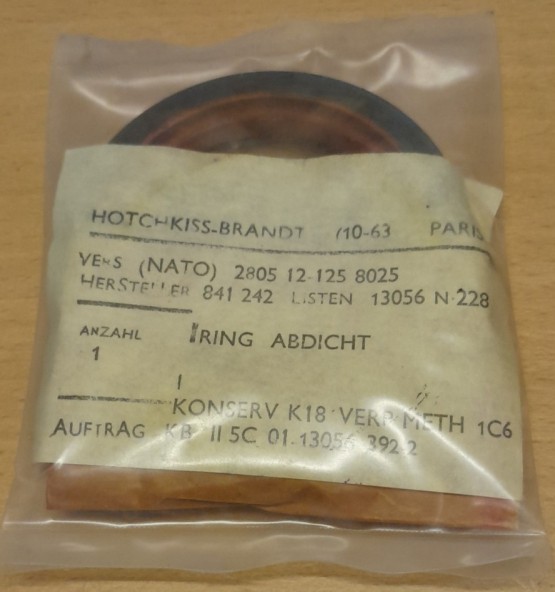 HOTCHKISS-BRANDT /10-63 PARIS
VERS (NATO) 2805 12-125 8025
HERSTELLER 841 242 LISTEN 13056 N-228
ANZAHL RING ABDICHT
1
1
KONSERV K18 VERP METH 1C6
AUFTRAG KB II 5C 01-13056 392-2